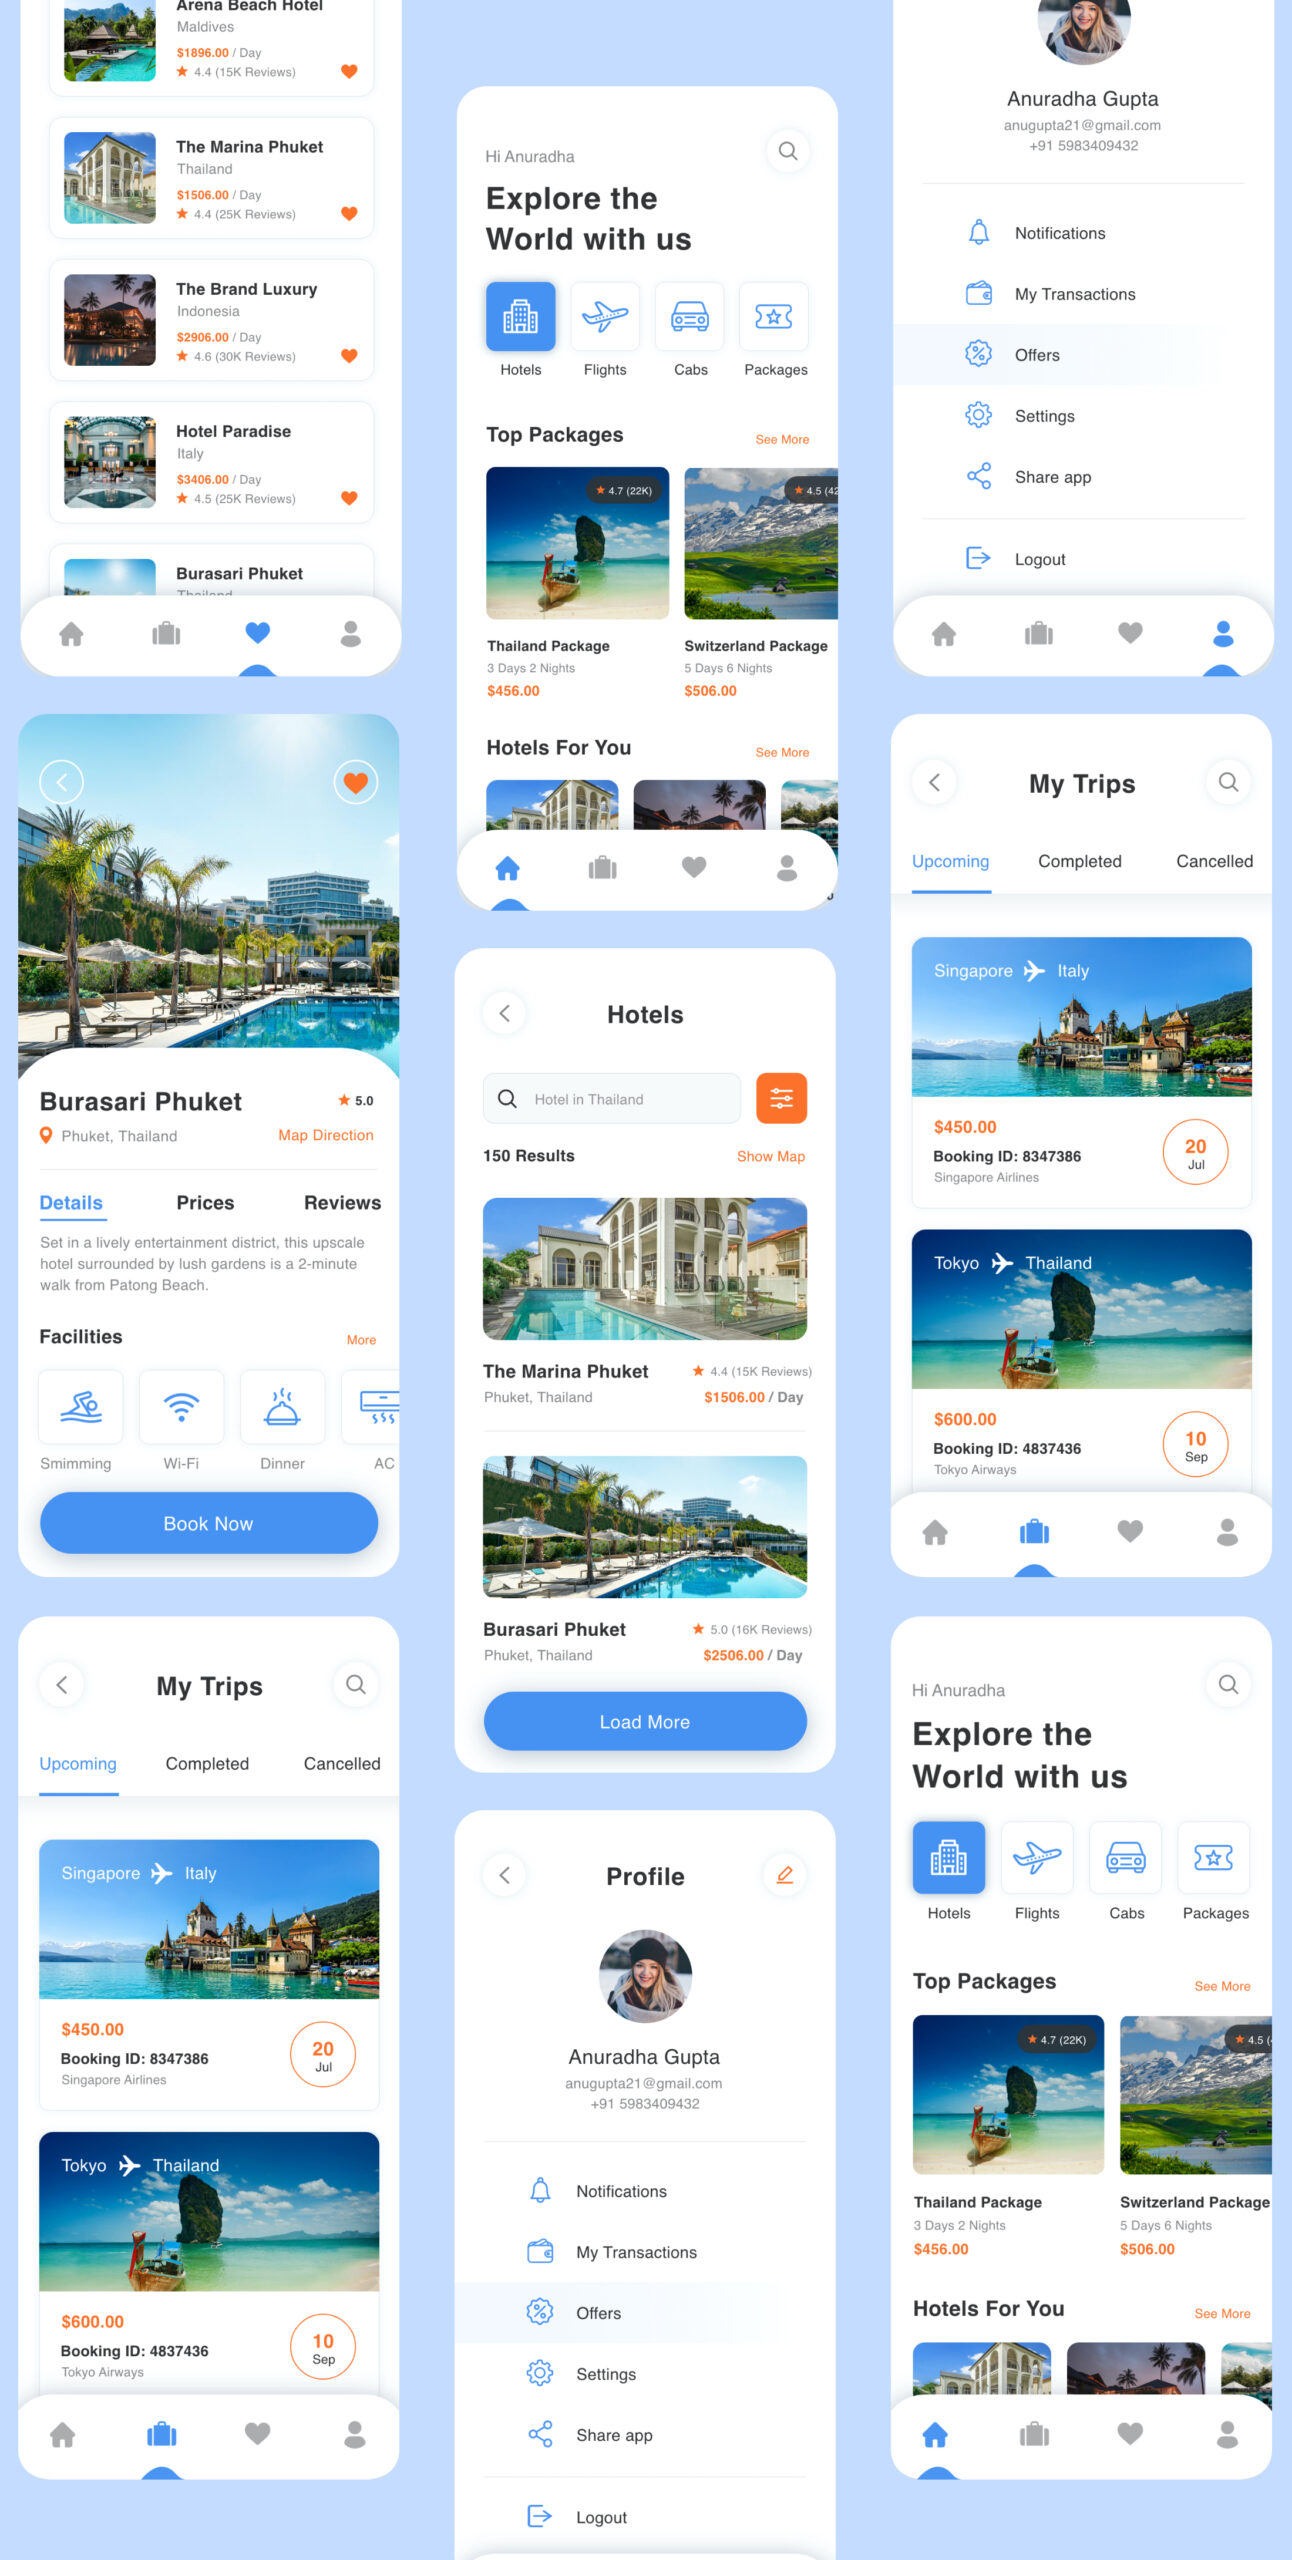 Arena Beach Hotel
Maldives
$1896.00 / Day
4.4 (15K Reviews)
The Marina Phuket
Thailand
$1506.00 / Day
4.4 (25K Reviews)
The Brand Luxury
Indonesia
$2906.00 / Day
4.6 (30K Reviews)
Hotel Paradise
Italy
$3406.00 / Day
4.5 (25K Reviews)
Burasari Phuket
Thailand
Burasari Phuket
5.0
Phuket, Thailand
Map Direction
Details Prices Reviews
Set in a lively entertainment district, this upscale
hotel surrounded by lush gardens is a 2-minute
walk from Patong Beach.
Facilities
More
Smimming Wi-Fi Dinner AC
Book Now
My Trips
Upcoming Completed Cancelled
Singapore Italy
$450.00
Booking ID: 8347386
Singapore Airlines
20
Jul
Tokyo Thailand
$600.00
Booking ID: 4837436
Tokyo Airways
10
Sep
Hi Anuradha
Explore the
World with us
Hotels Flights Cabs Packages
Top Packages
See More
4.7 (22K)
4.5 (42
Thailand Package
3 Days 2 Nights
$456.00
Switzerland Package
5 Days 6 Nights
$506.00
Hotels For You
See More
Hotels
Hotel in Thailand
150 Results
Show Map
The Marina Phuket
4.4 (15K Reviews)
Phuket, Thailand
$1506.00 / Day
Burasari Phuket
5.0 (16K Reviews)
Phuket, Thailand
$2506.00 / Day
Load More
Profile
Anuradha Gupta
anugupta21@gmail.com
+91 5983409432
Notifications
My Transactions
Offers
Settings
Share app
Logout
Anuradha Gupta
anugupta21@gmail.com
+91 5983409432
Notifications
My Transactions
Offers
Settings
Share app
Logout
My Trips
Upcoming Completed Cancelled
Singapore Italy
$450.00
Booking ID: 8347386
Singapore Airlines
20
Jul
Tokyo Thailand
$600.00
Booking ID: 4837436
Tokyo Airways
10
Sep
Hi Anuradha
Explore the
World with us
Hotels Flights Cabs Packages
Top Packages
See More
4.7 (22K)
4.5 (
Thailand Package
3 Days 2 Nights
$456.00
Switzerland Package
5 Days 6 Nights
$506.00
Hotels For You
See More